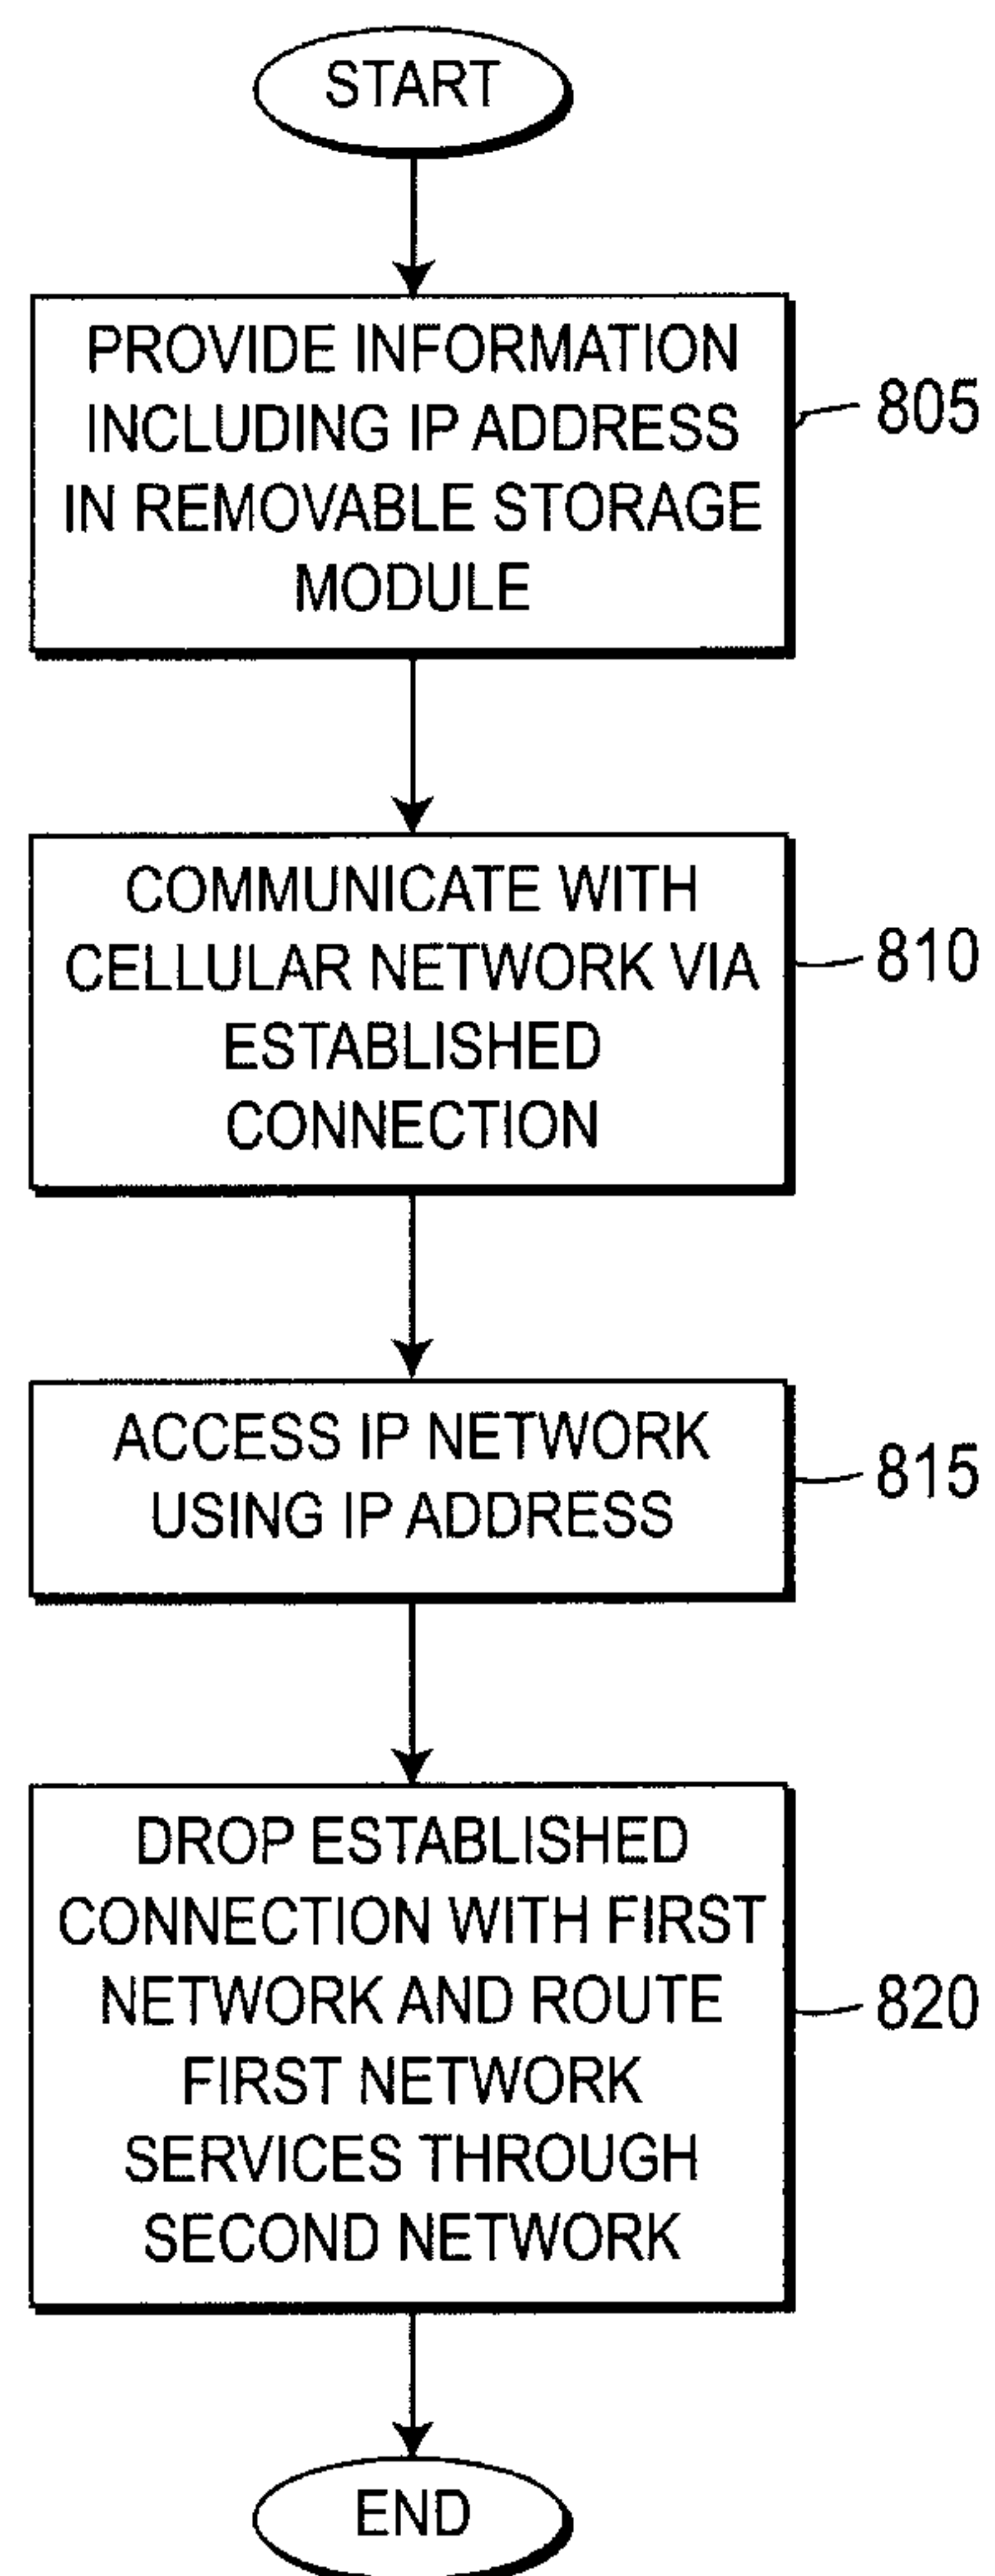 START
PROVIDE INFORMATION
INCLUDING IP ADDRESS
IN REMOVABLE STORAGE
MODULE
805
COMMUNICATE WITH
CELLULAR NETWORK VIA
ESTABLISHED
CONNECTION
810
ACCESS IP NETWORK
USING IP ADDRESS
815
DROP ESTABLISHED
CONNECTION WITH FIRST
NETWORK AND ROUTE
FIRST NETWORK
SERVICES THROUGH
SECOND NETWORK
820
END